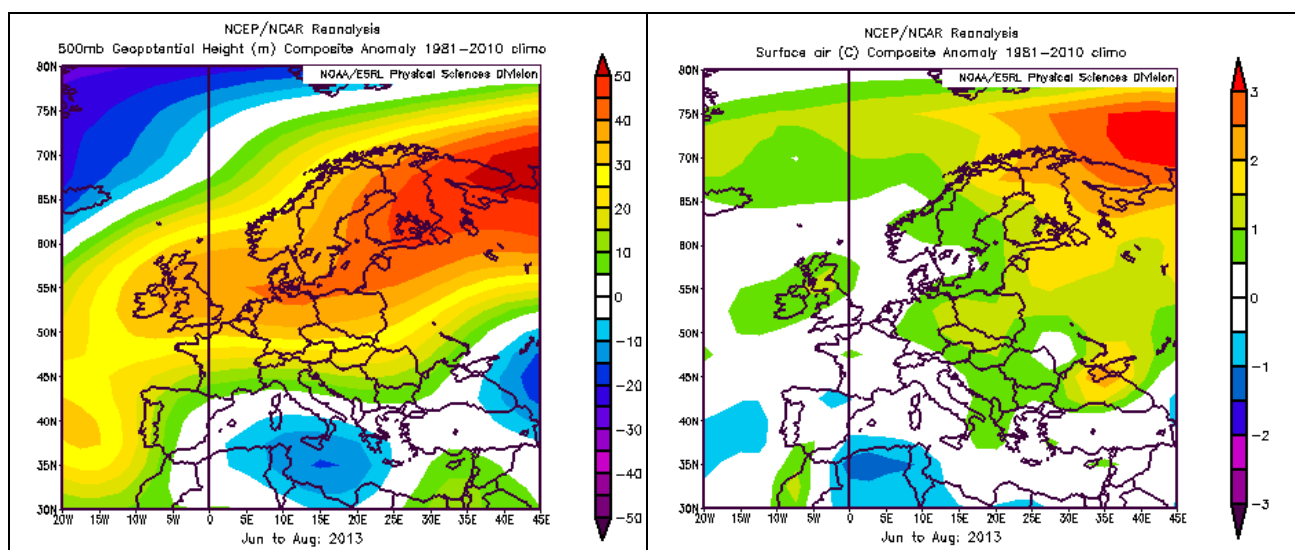 NCEP/NCAR Reanalysis
500mb Geopotential Height (m) Composite Anomaly 1981-2010 climo
NOAA/ESRL Physical Sciences Division
80N
75N
70N
65N
60N
55N
50N
45N
40N
35N
30N
20W 15W 10W 5W 0 5E 10E 15E 20E 25E 30E 35E 40E 45E
Jun to Aug: 2013
50
40
30
20
10
0
-10
-20
-30
-40
-50
NCEP/NCAR Reanalysis
Surface air (C) Composite Anomaly 1981-2010 climo
NOAA/ESRL Physical Sciences Division
80N
75N
70N
65N
60N
55N
50N
45N
40N
35N
30N
20W 15W 10W 5W 0 5E 10E 15E 20E 25E 30E 35E 40E 45E
Jun to Aug: 2013
3
2
1
0
-1
-2
-3